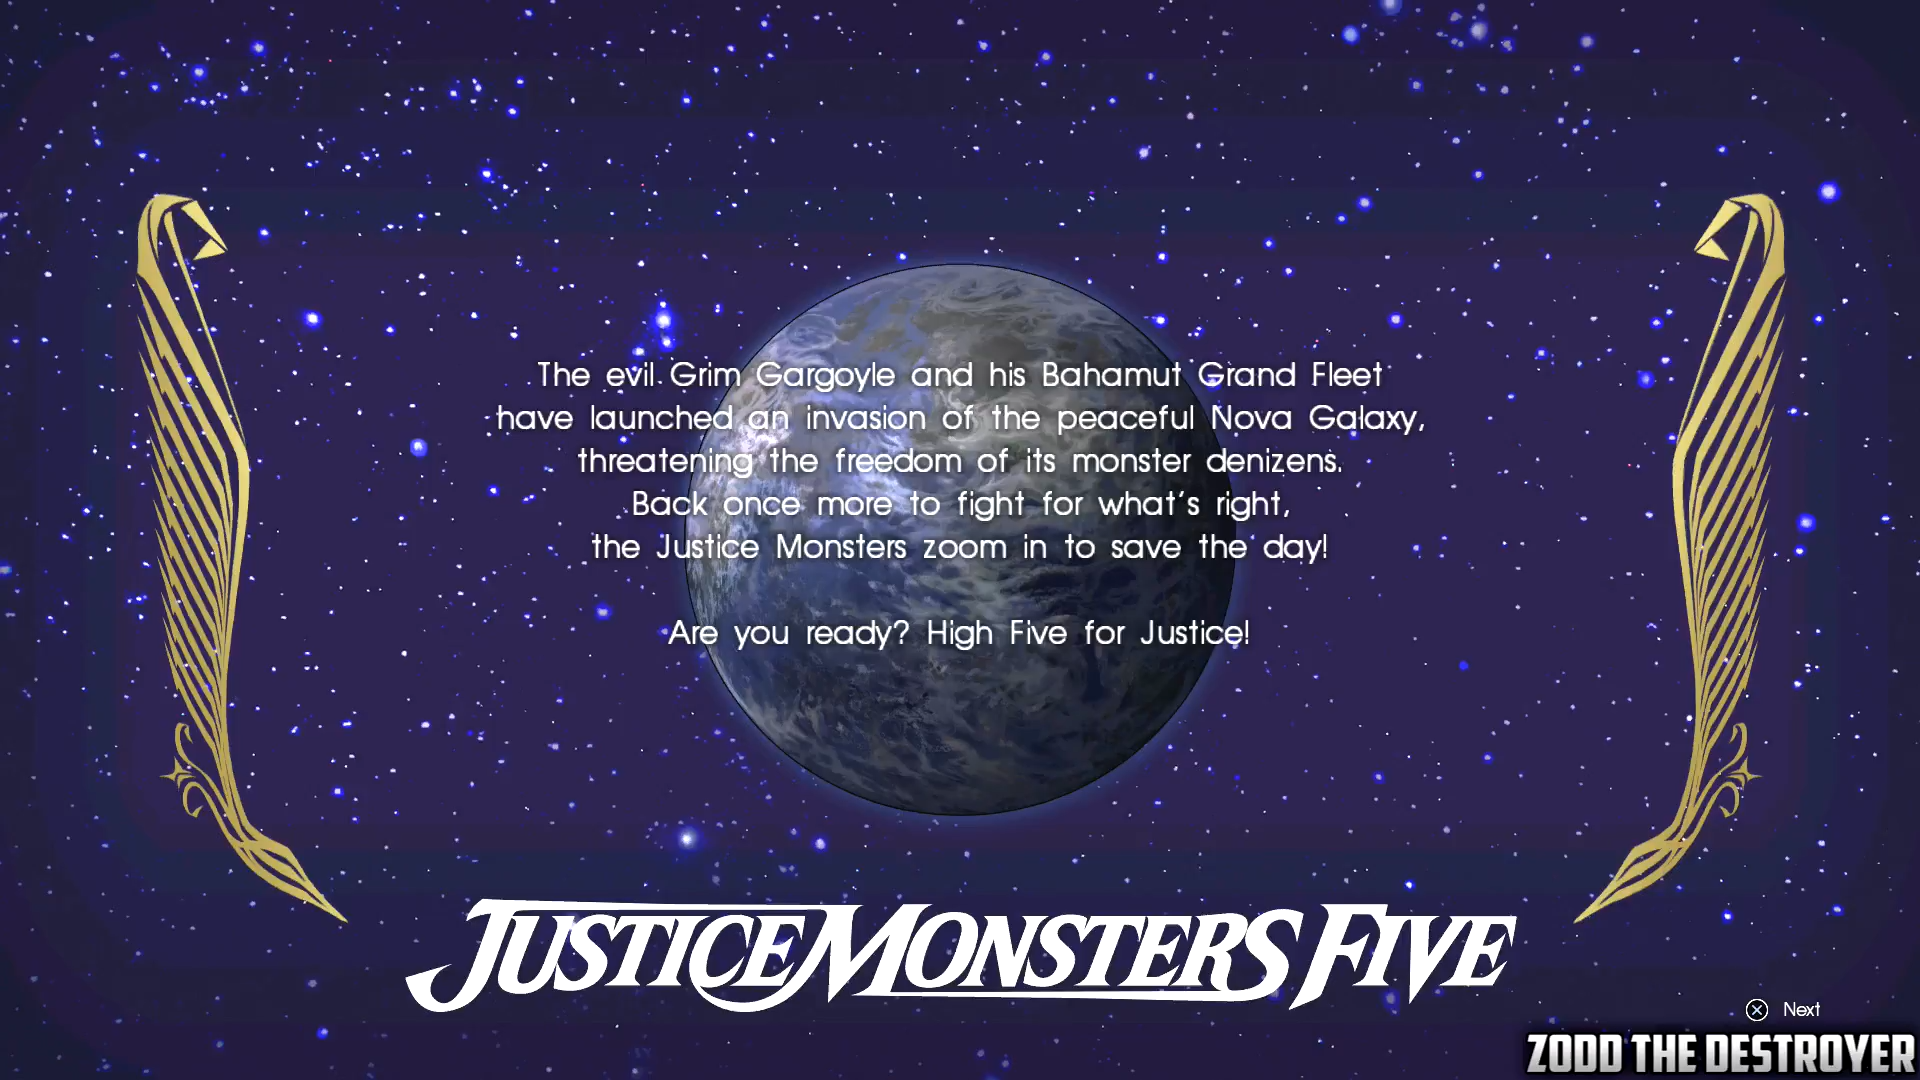 The evil Grim Gargoyle and his Bahamut Grand Fleet
have launched an invasion of the peaceful Nova Galaxy,
threatening the freedom of its monster denizens.
Back once more to fight for what's right,
the Justice Monsters zoom in to save the day!
Are you ready? High Five for Justice!
JUSTICE MONSTERS FIVE
Next
ZODD THE DESTROYER